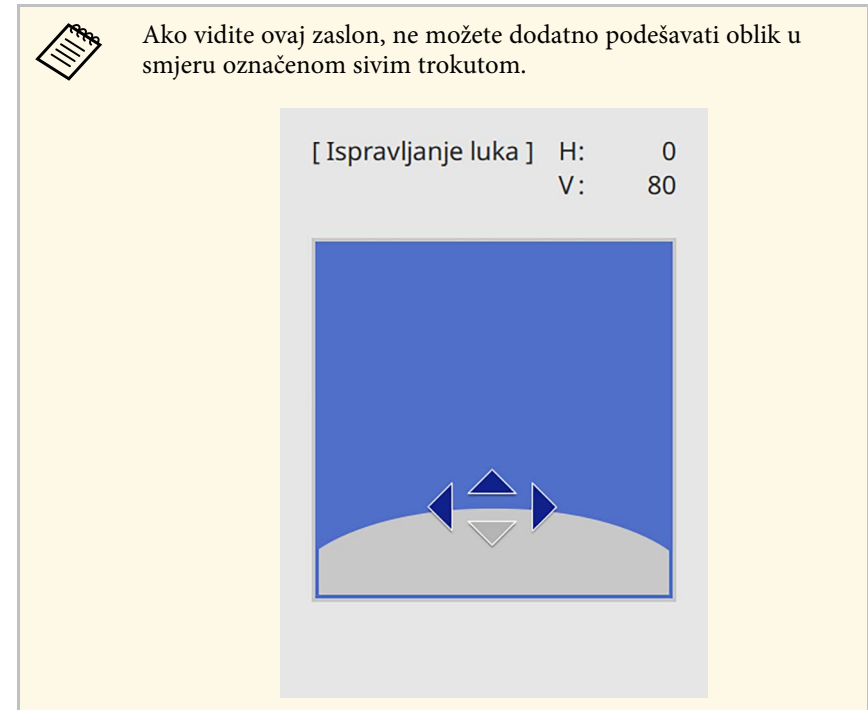 Ako vidite ovaj zaslon, ne možete dodatno podešavati oblik u
smjeru označenom sivim trokutom.
[ Ispravljanje luka ] H: 0
V: 80